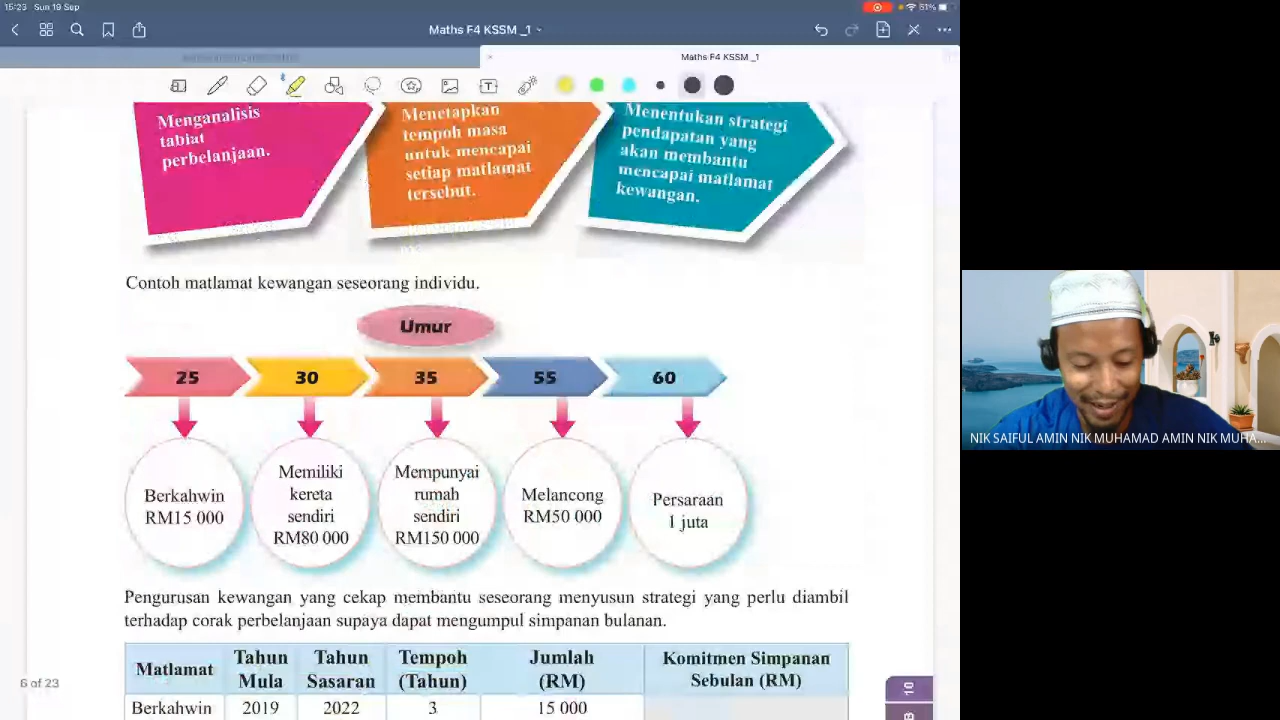 15:23 Sun 19 Sep
51%
Maths F4 KSSM _1
Maths F4 KSSM _1
Menganalisis
tabiat
perbelanjaan.
Menetapkan
tempoh masa
untuk mencapai
setiap matlamat
tersebut.
Menentukan strategi
pendapatan yang
akan membantu
mencapai matlamat
kewangan.
Contoh matlamat kewangan seseorang individu.
Umur
25 30 35 55 60
Berkahwin
RM15 000
Memiliki
kereta
sendiri
RM80 000
Mempunyai
rumah
sendiri
RM150 000
Melancong
RM50 000
Persaraan
1 juta
Pengurusan kewangan yang cekap membantu seseorang menyusun strategi yang perlu diambil
terhadap corak perbelanjaan supaya dapat mengumpul simpanan bulanan.
Matlamat
Tahun
Mula
Tahun
Sasaran
Tempoh
(Tahun)
Jumlah
(RM)
Komitmen Simpanan
Sebulan (RM)
Berkahwin 2019 2022 3 15 000
6 of 23
10
NIK SAIFUL AMIN NIK MUHAMAD AMIN NIK MUHA...